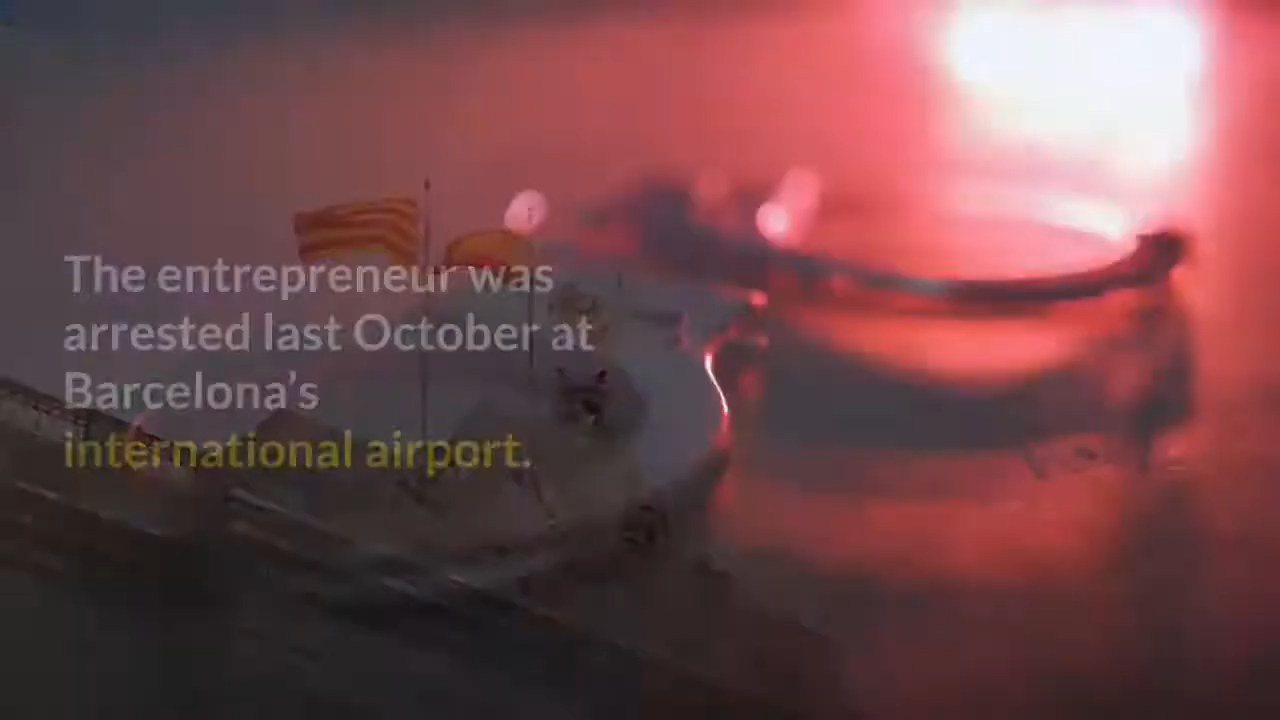 The entrepreneur was
arrested last October at
Barcelona’s
international airport.